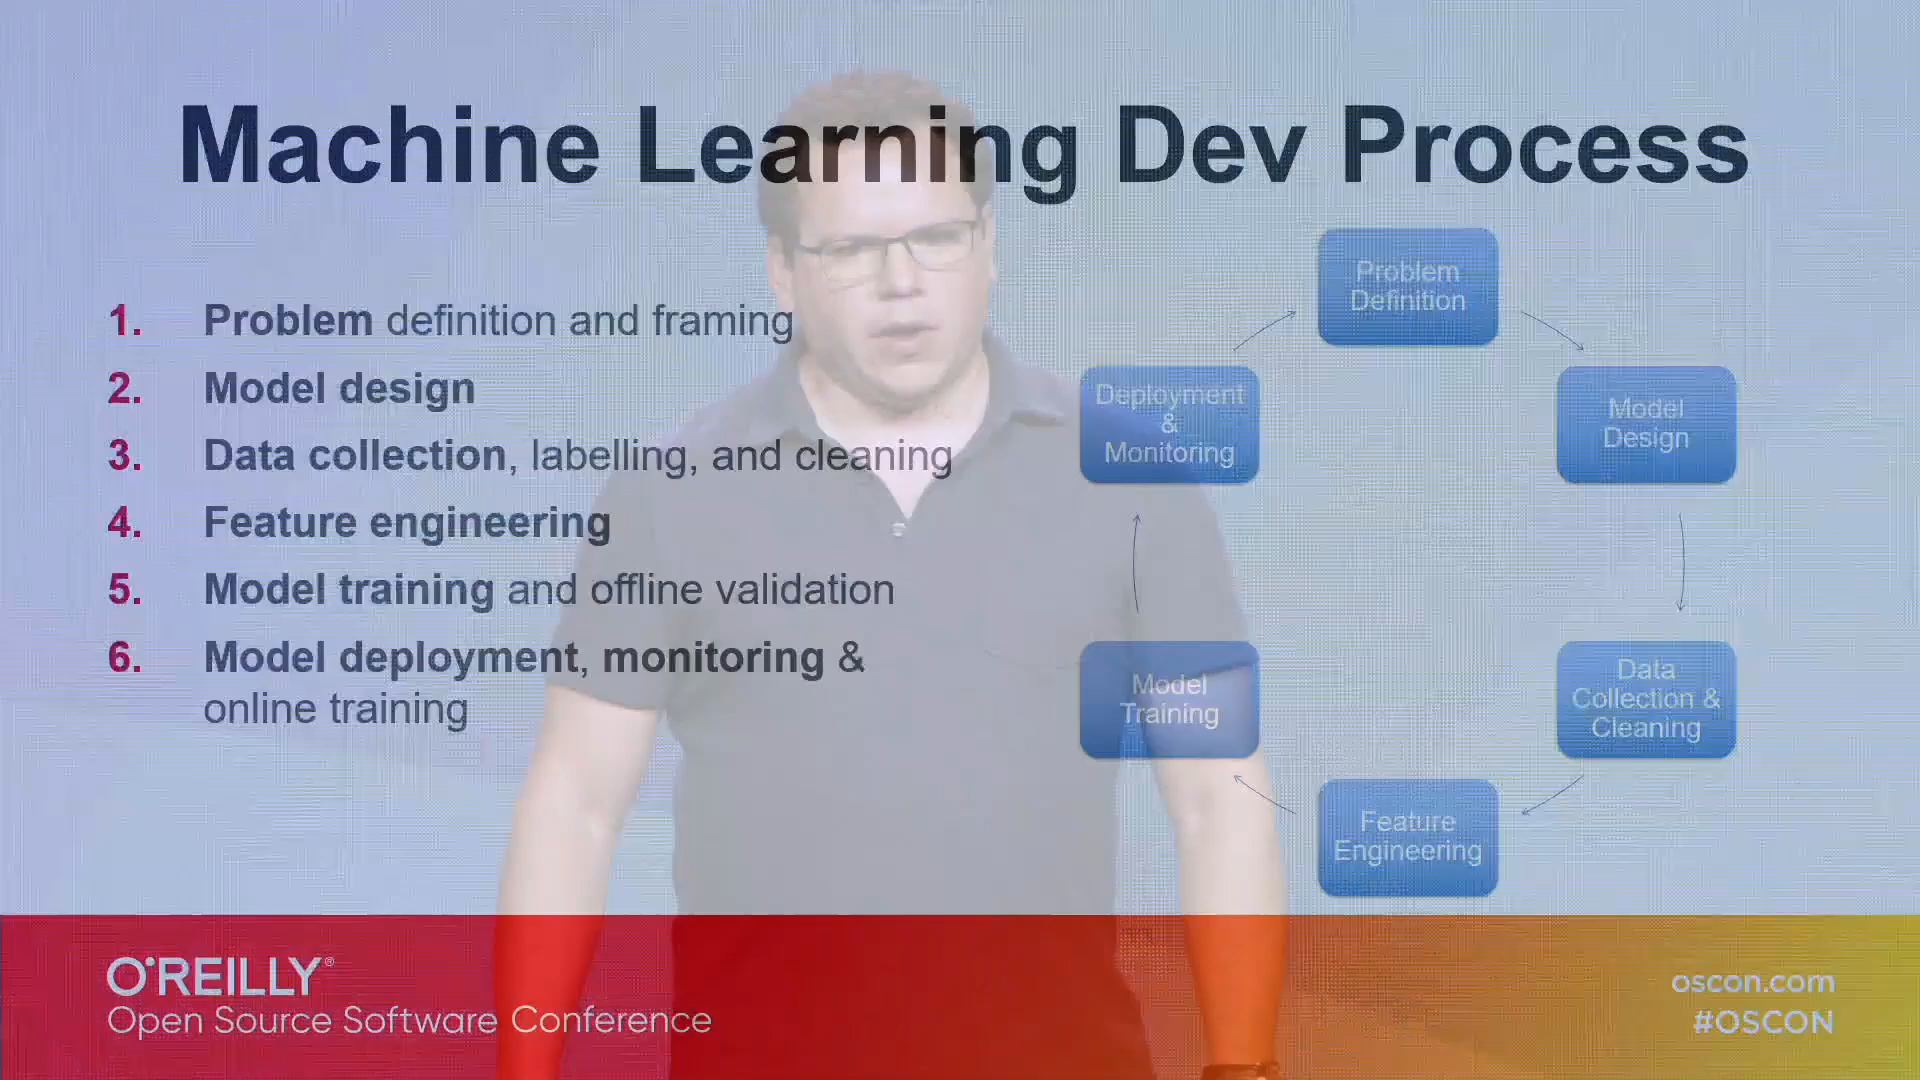 Machine Learning Dev Process
1. Problem definition and framing
2. Model design
3. Data collection, labelling, and cleaning
4. Feature engineering
5. Model training and offline validation
6. Model deployment, monitoring &
online training
Problem
Definition
Model
Design
Data
Collection &
Cleaning
Feature
Engineering
Model
Training
Deployment
&
Monitoring
O'REILLY®
Open Source Software Conference
oscon.com
#OSCON